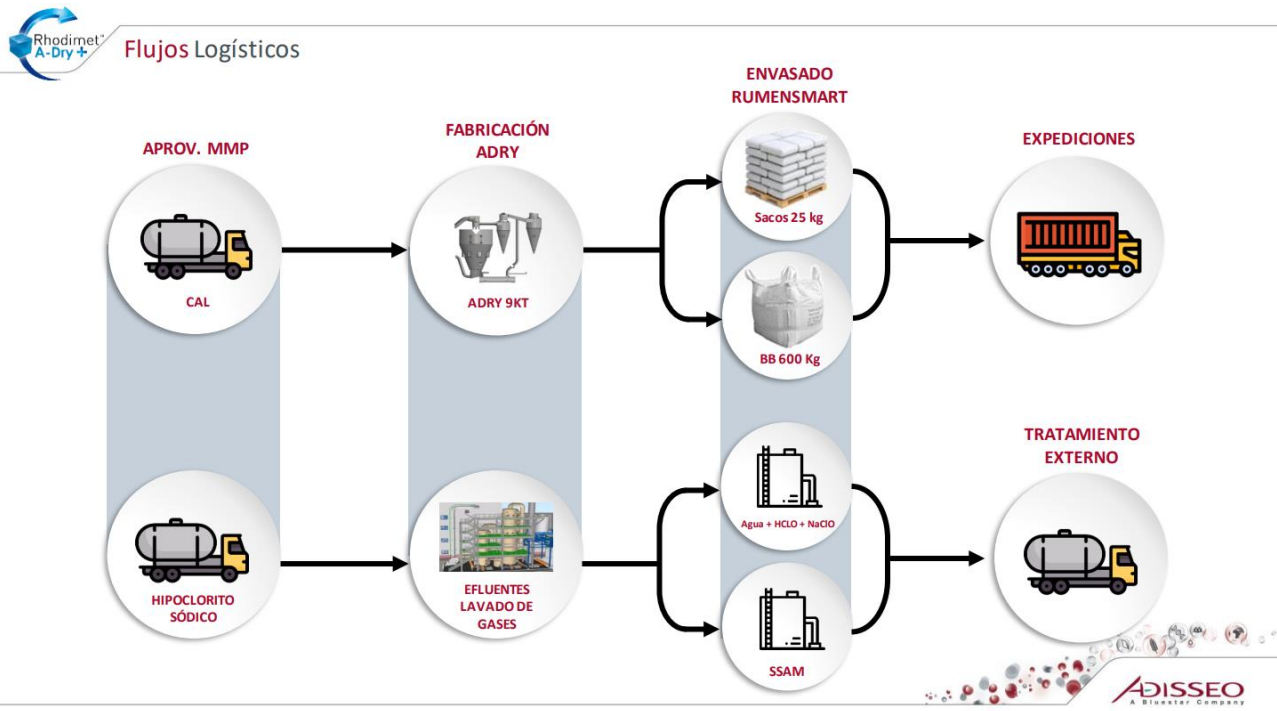 Rhodimet™
A-Dry +
Flujos Logísticos
APROV. MMP
CAL
HIPOCLORITO
SÓDICO
FABRICACIÓN
ADRY
ADRY 9KT
EFLUENTES
LAVADO DE
GASES
ENVASADO
RUMENSMART
Sacos 25 kg
BB 600 Kg
Agua + HCLO + NaClO
SSAM
EXPEDICIONES
TRATAMIENTO
EXTERNO
ADISSEO
A Bluestar Company